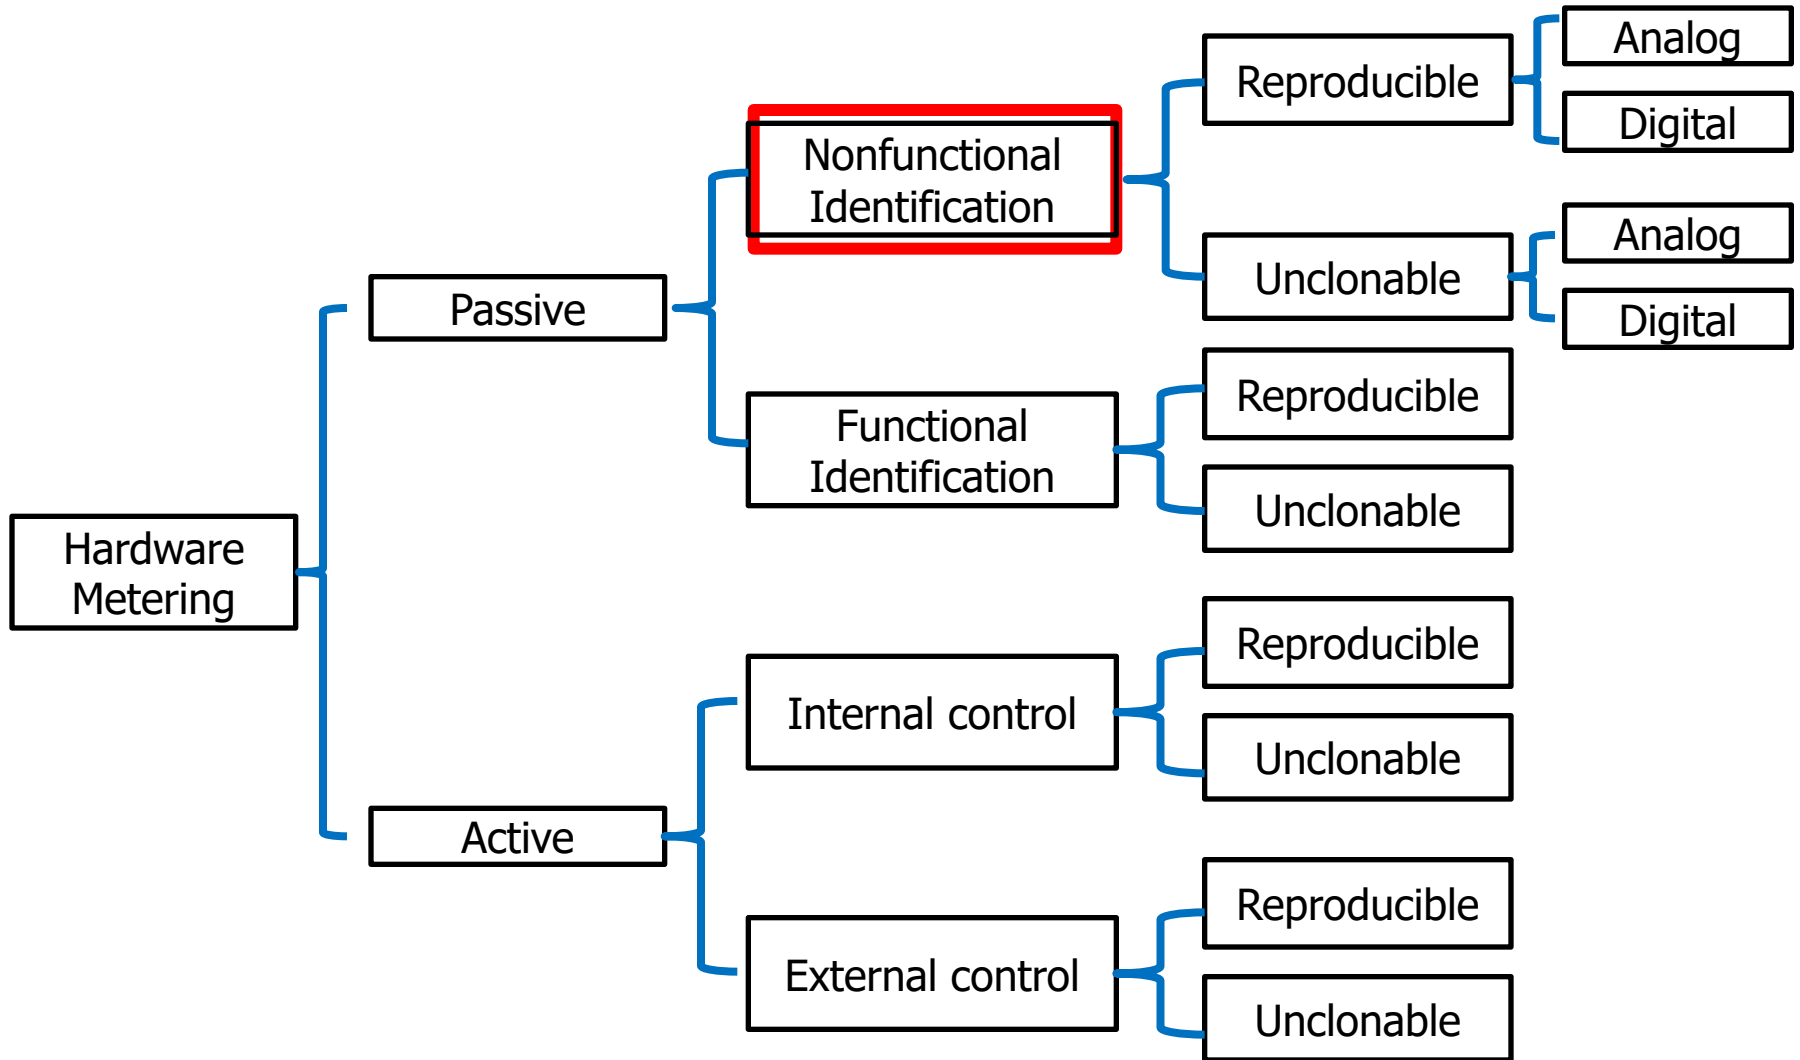 Hardware
Metering
Passive
Nonfunctional
Identification
Reproducible
Analog
Digital
Unclonable
Analog
Digital
Functional
Identification
Reproducible
Unclonable
Active
Internal control
Reproducible
Unclonable
External control
Reproducible
Unclonable